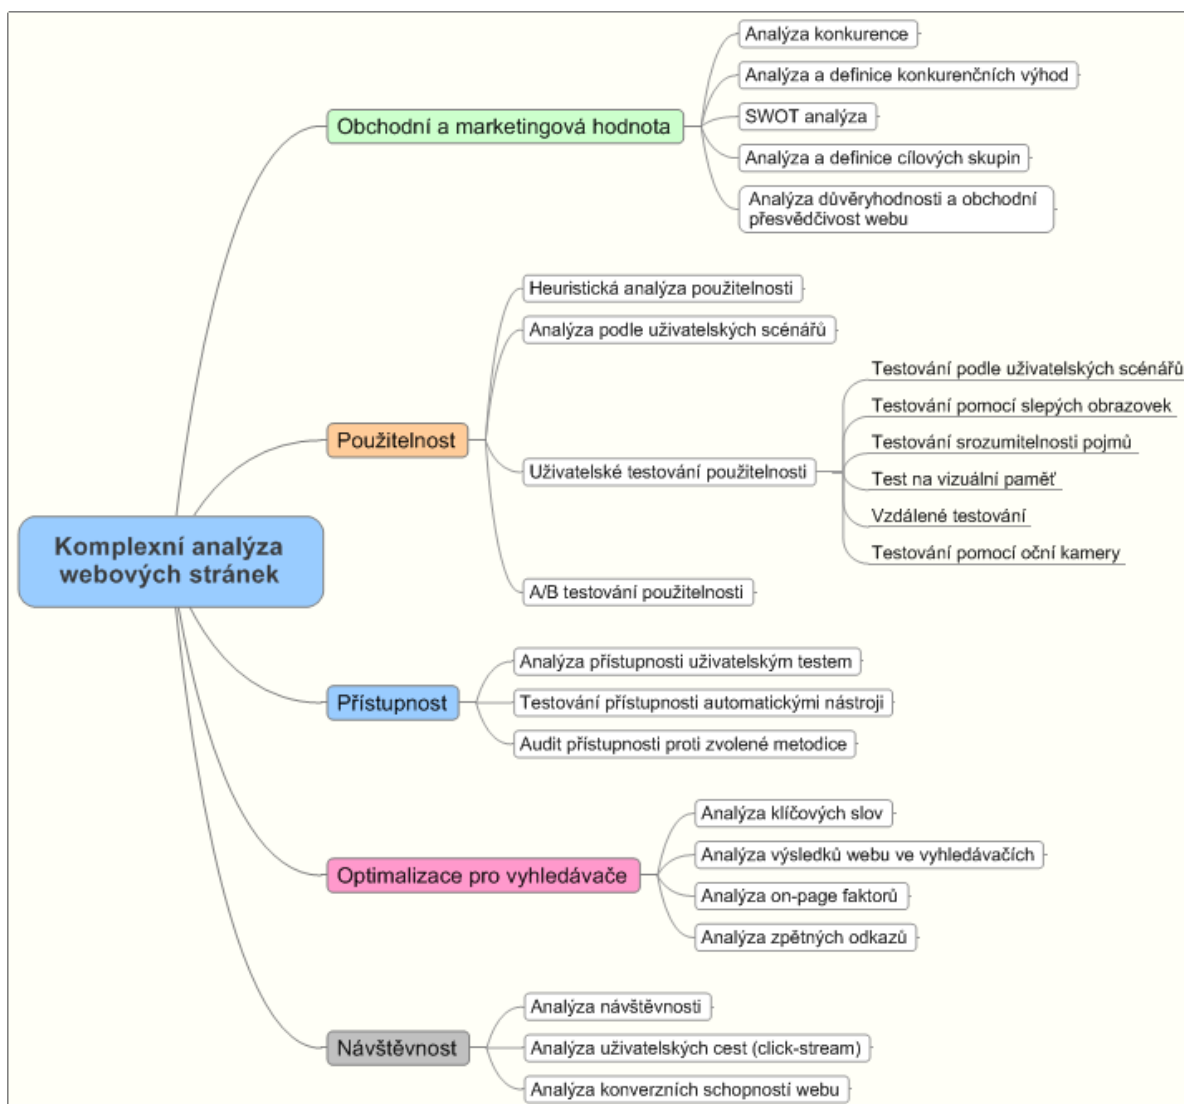 Komplexní analýza
webových stránek
Obchodní a marketingová hodnota
Analýza konkurence
Analýza a definice konkurenčních výhod
SWOT analýza
Analýza a definice cílových skupin
Analýza důvěryhodnosti a obchodní
přesvědčivost webu
Použitelnost
Heuristická analýza použitelnosti
Analýza podle uživatelských scénářů
Uživatelské testování použitelnosti
Testování podle uživatelských scénářů
Testování pomocí slepých obrazovek
Testování srozumitelnosti pojmů
Test na vizuální paměť
Vzdálené testování
Testování pomocí oční kamery
A/B testování použitelnosti
Přístupnost
Analýza přístupnosti uživatelským testem
Testování přístupnosti automatickými nástroji
Audit přístupnosti proti zvolené metodice
Optimalizace pro vyhledávače
Analýza klíčových slov
Analýza výsledků webu ve vyhledávačích
Analýza on-page faktorů
Analýza zpětných odkazů
Návštěvnost
Analýza návštěvnosti
Analýza uživatelských cest (click-stream)
Analýza konverzních schopností webu